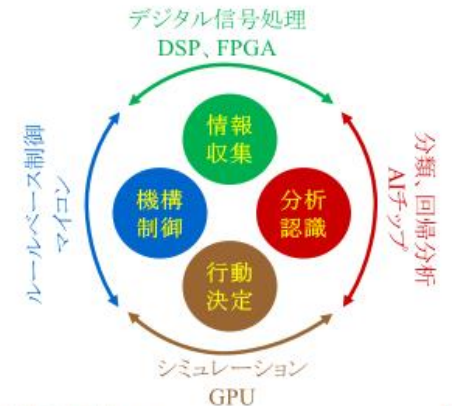 デジタル信号処理
DSP、FPGA
情報
収集
ルールベース制御
マイコン
機構
制御
分析
認識
分類、回帰分析
AIチップ
行動
決定
シミュレーション
GPU